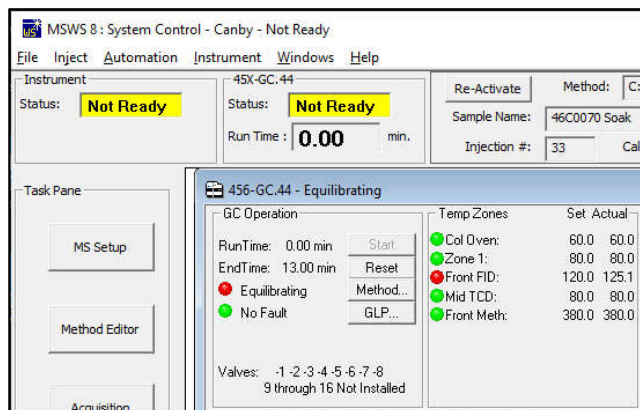 MSWS 8 : System Control - Canby - Not Ready
File Inject Automation Instrument Windows Help
Instrument
Status: Not Ready
45X-GC.44
Status: Not Ready
Run Time : 0.00 min.
Re-Activate Method: C:
Sample Name: 46C0070 Soak
Injection #: 33 Cal
Task Pane
MS Setup
Method Editor
Acquisition
456-GC.44 - Equilibrating
GC Operation
RunTime: 0.00 min Start
EndTime: 13.00 min Reset
Equilibrating Method...
No Fault GLP...
Valves: -1 -2 -3 -4 -5 -6 -7 -8
9 through 16 Not Installed
Temp Zones Set Actual
Col Oven: 60.0 60.0
Zone 1: 80.0 80.0
Front FID: 120.0 125.1
Mid TCD: 80.0 80.0
Front Meth: 380.0 380.0